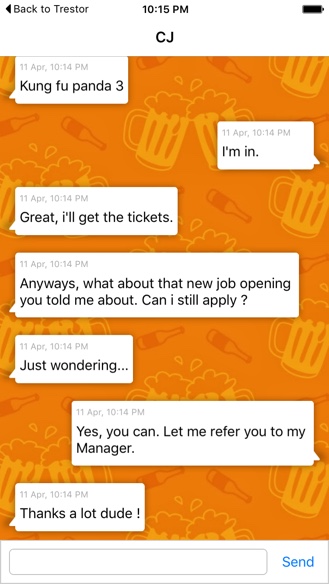 Back to Trestor
10:15 PM
CJ
11 Apr, 10:14 PM
Kung fu panda 3
11 Apr, 10:14 PM
I'm in.
11 Apr, 10:14 PM
Great, i'll get the tickets.
11 Apr, 10:14 PM
Anyways, what about that new job opening
you told me about. Can i still apply ?
11 Apr, 10:14 PM
Just wondering...
11 Apr, 10:14 PM
Yes, you can. Let me refer you to my
Manager.
11 Apr, 10:14 PM
Thanks a lot dude !
Send